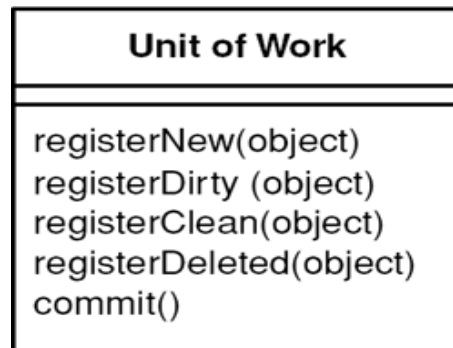 Unit of Work
registerNew(object)
registerDirty (object)
registerClean(object)
registerDeleted(object)
commit()